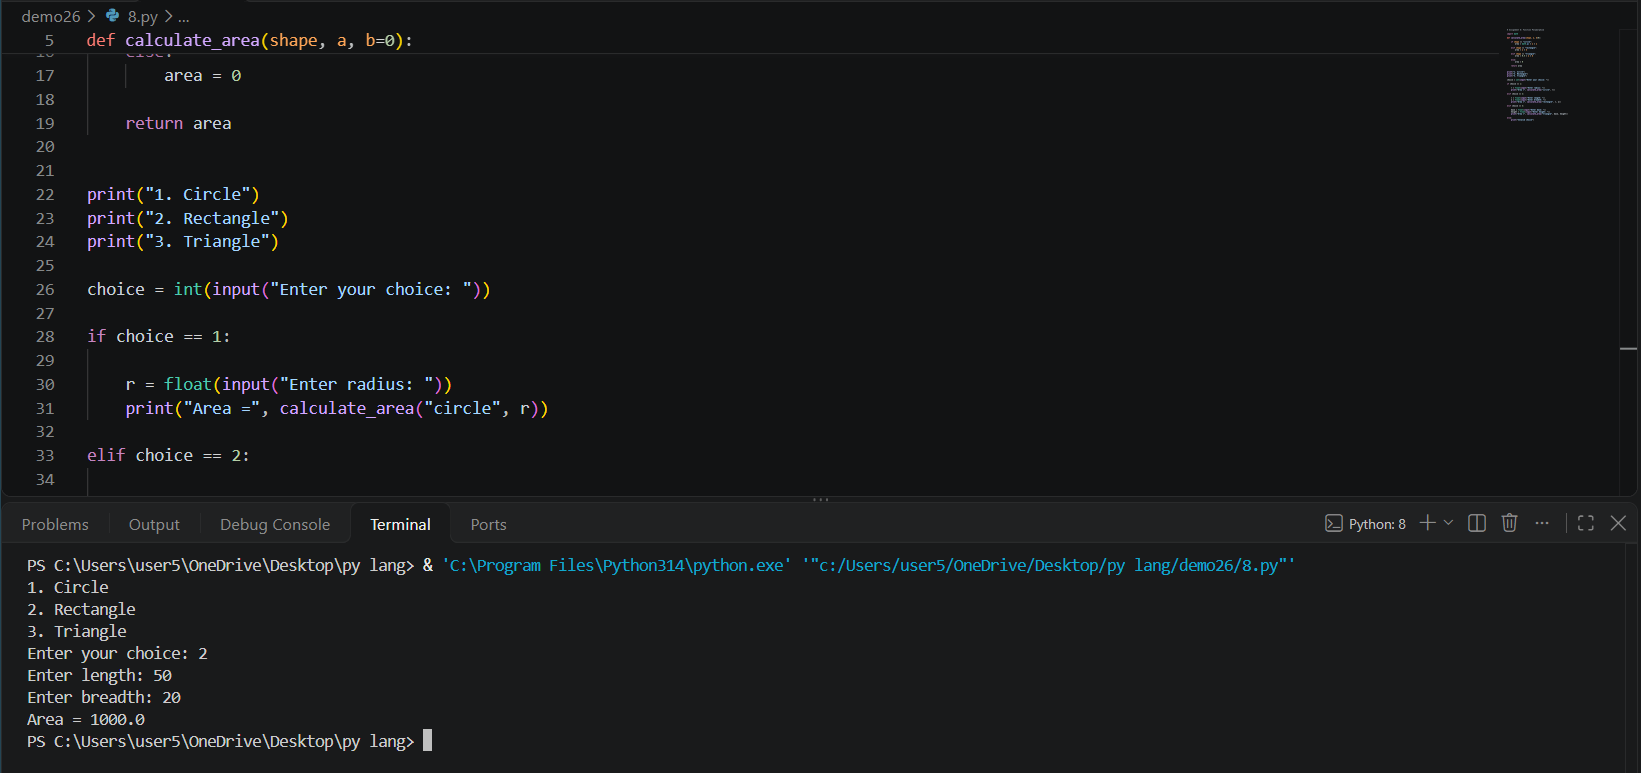 demo26 > 8.py > ...
5 def calculate_area(shape, a, b=0):
17 area = 0
18
19 return area
20
21
22 print("1. Circle")
23 print("2. Rectangle")
24 print("3. Triangle")
25
26 choice = int(input("Enter your choice: "))
27
28 if choice == 1:
29
30 r = float(input("Enter radius: "))
31 print("Area =", calculate_area("circle", r))
32
33 elif choice == 2:
34
Problems Output Debug Console Terminal Ports Python: 8
PS C:\Users\user5\OneDrive\Desktop\py lang> & 'C:\Program Files\Python314\python.exe' '"c:/Users/user5/OneDrive/Desktop/py lang/demo26/8.py"'
1. Circle
2. Rectangle
3. Triangle
Enter your choice: 2
Enter length: 50
Enter breadth: 20
Area = 1000.0
PS C:\Users\user5\OneDrive\Desktop\py lang>